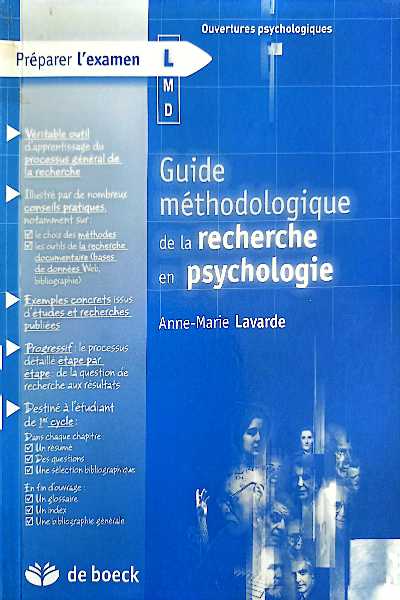 Ouvertures psychologiques
Préparer l'examen
L
M
D
Véritable outil
d'apprentissage du
processus général de
la recherche
Illustré par de nombreux
conseils pratiques,
notamment sur :
le choix des méthodes
les outils de la recherche
documentaire (bases
de données Web,
bibliographie)
Exemples concrets issus
d'études et recherches
publiées
Progressif : le processus
détaillé étape par
étape : de la question de
recherche aux résultats
Destiné à l'étudiant
de 1er cycle :
Dans chaque chapitre :
Un résumé
Des questions
Une sélection bibliographique
En fin d'ouvrage :
Un glossaire
Un index
Une bibliographie générale
Guide
méthodologique
de la recherche
en psychologie
Anne-Marie Lavarde
de boeck